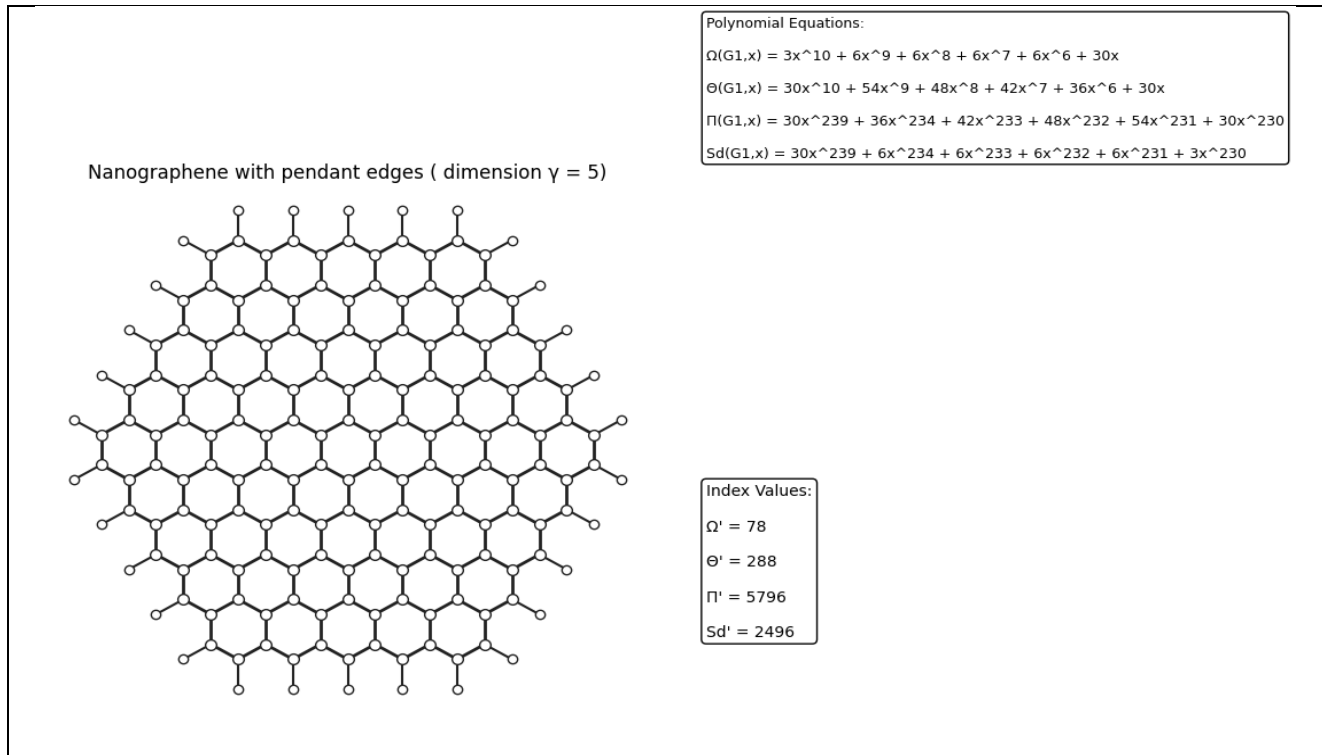 Polynomial Equations:
Ω(G1,x) = 3x^10 + 6x^9 + 6x^8 + 6x^7 + 6x^6 + 30x
Θ(G1,x) = 30x^10 + 54x^9 + 48x^8 + 42x^7 + 36x^6 + 30x
Π(G1,x) = 30x^239 + 36x^234 + 42x^233 + 48x^232 + 54x^231 + 30x^230
Sd(G1,x) = 30x^239 + 6x^234 + 6x^233 + 6x^232 + 6x^231 + 3x^230
Nanographene with pendant edges ( dimension γ = 5)
Index Values:
Ω' = 78
Θ' = 288
Π' = 5796
Sd' = 2496